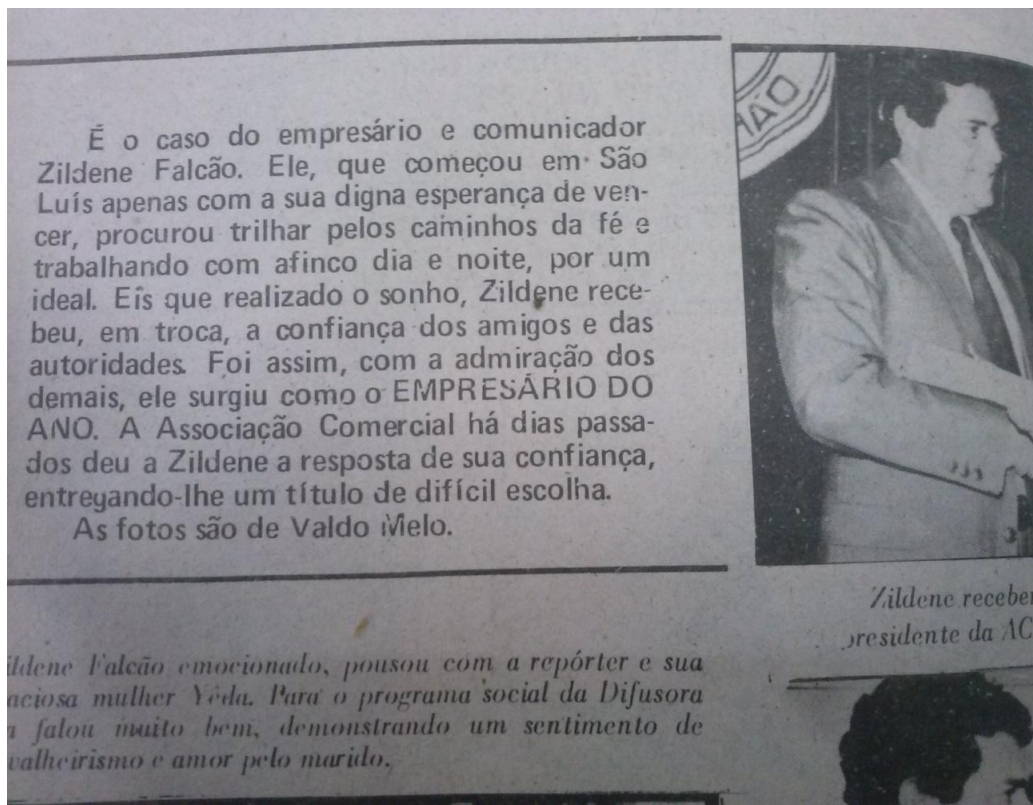 HÃO
É o caso do empresário e comunicador
Zildene Falcão. Ele, que começou em São
Luís apenas com a sua digna esperança de ven-
cer, procurou trilhar pelos caminhos da fé e
trabalhando com afinco dia e noite, por um
ideal. Eis que realizado o sonho, Zildene rece-
beu, em troca, a confiança dos amigos e das
autoridades. Foi assim, com a admiração dos
demais, ele surgiu como o EMPRESÁRIO DO
ANO. A Associação Comercial há dias passa-
dos deu a Zildene a resposta de sua confiança,
entregando-lhe um título de difícil escolha.
As fotos são de Valdo Melo.
Zildene receben
presidente da AC
ildene Falcão emocionado, pousou com a repórter e sua
aciosa mulher Yêda. Para o programa social da Difusora
a falou muito bem, demonstrando um sentimento de
valheirismo e amor pelo marido.